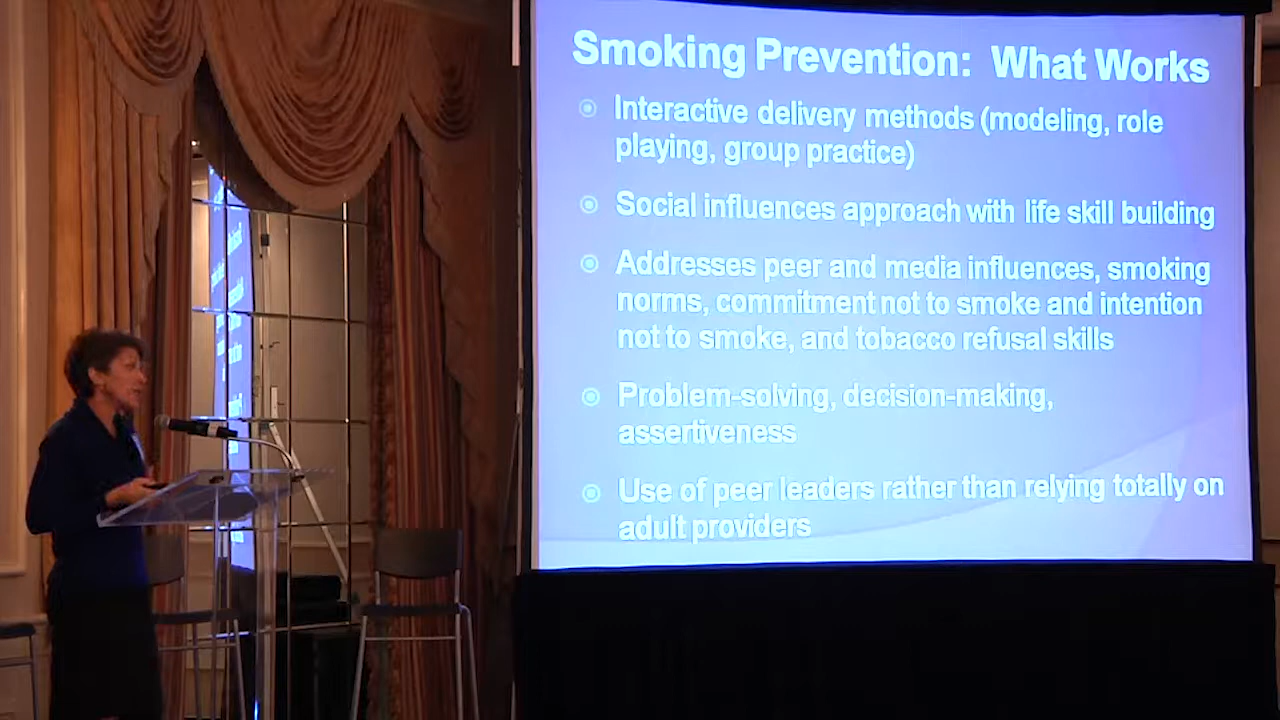 Smoking Prevention: What Works
Interactive delivery methods (modeling, role
playing, group practice)
Social influences approach with life skill building
Addresses peer and media influences, smoking
norms, commitment not to smoke and intention
not to smoke, and tobacco refusal skills
Problem-solving, decision-making,
assertiveness
Use of peer leaders rather than relying totally on
adult providers